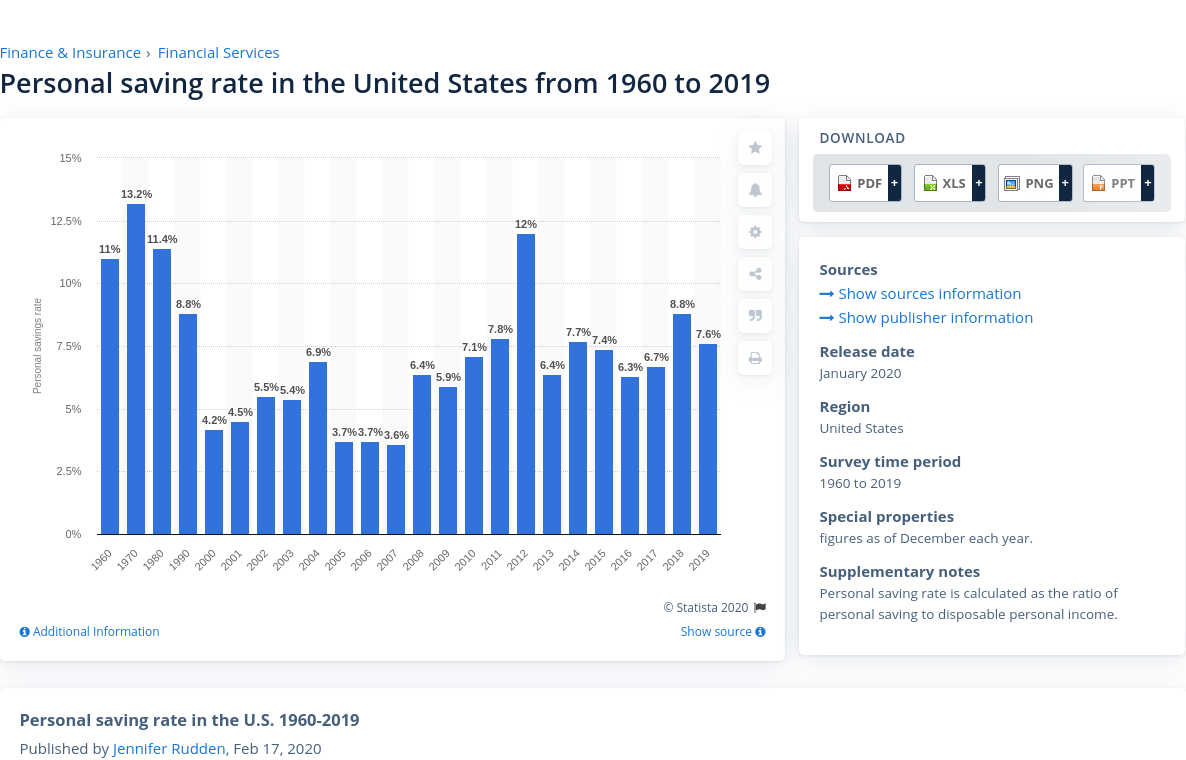 Finance & Insurance › Financial Services
Personal saving rate in the United States from 1960 to 2019
15%
12.5%
10%
7.5%
5%
2.5%
0%
Personal savings rate
11%
13.2%
11.4%
8.8%
4.2%
4.5%
5.5%
5.4%
6.9%
3.7%
3.7%
3.6%
6.4%
5.9%
7.1%
7.8%
12%
6.4%
7.7%
7.4%
6.3%
6.7%
8.8%
7.6%
1960
1970
1980
1990
2000
2001
2002
2003
2004
2005
2006
2007
2008
2009
2010
2011
2012
2013
2014
2015
2016
2017
2018
2019
© Statista 2020
Additional Information
Show source
DOWNLOAD
PDF +
XLS +
PNG +
PPT +
Sources
Show sources information
Show publisher information
Release date
January 2020
Region
United States
Survey time period
1960 to 2019
Special properties
figures as of December each year.
Supplementary notes
Personal saving rate is calculated as the ratio of
personal saving to disposable personal income.
Personal saving rate in the U.S. 1960-2019
Published by Jennifer Rudden, Feb 17, 2020